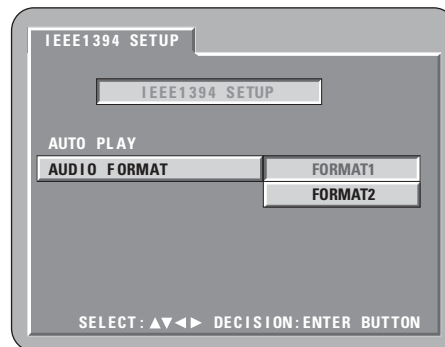 IEEE1394 SETUP
IEEE1394 SETUP
AUTO PLAY
AUDIO FORMAT FORMAT1
FORMAT2
SELECT:▲▼◄► DECISION:ENTER BUTTON